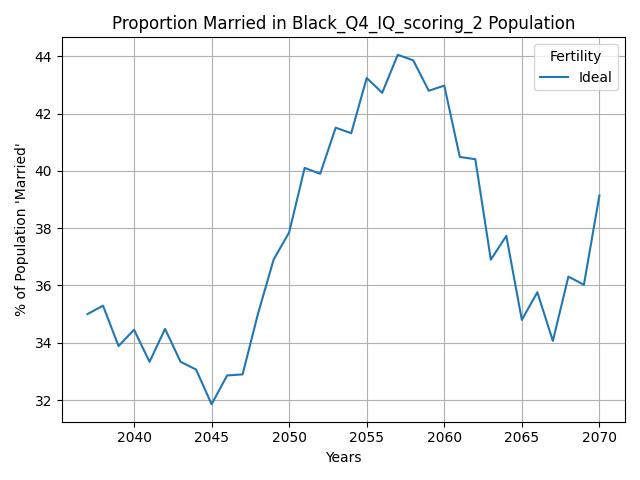 Proportion Married in Black_Q4_IQ_scoring_2 Population
Fertility
Ideal
% of Population 'Married'
44
42
40
38
36
34
32
2040
2045
2050
2055
2060
2065
2070
Years